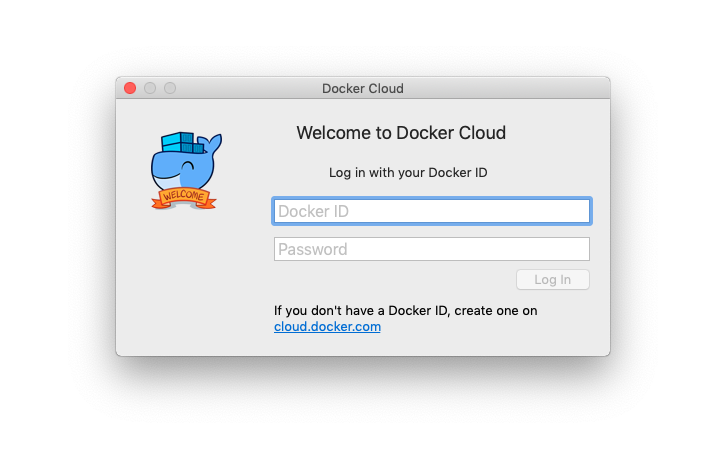 Docker Cloud
Welcome to Docker Cloud
Log in with your Docker ID
WELCOME
Docker ID
Password
Log In
If you don't have a Docker ID, create one on
cloud.docker.com